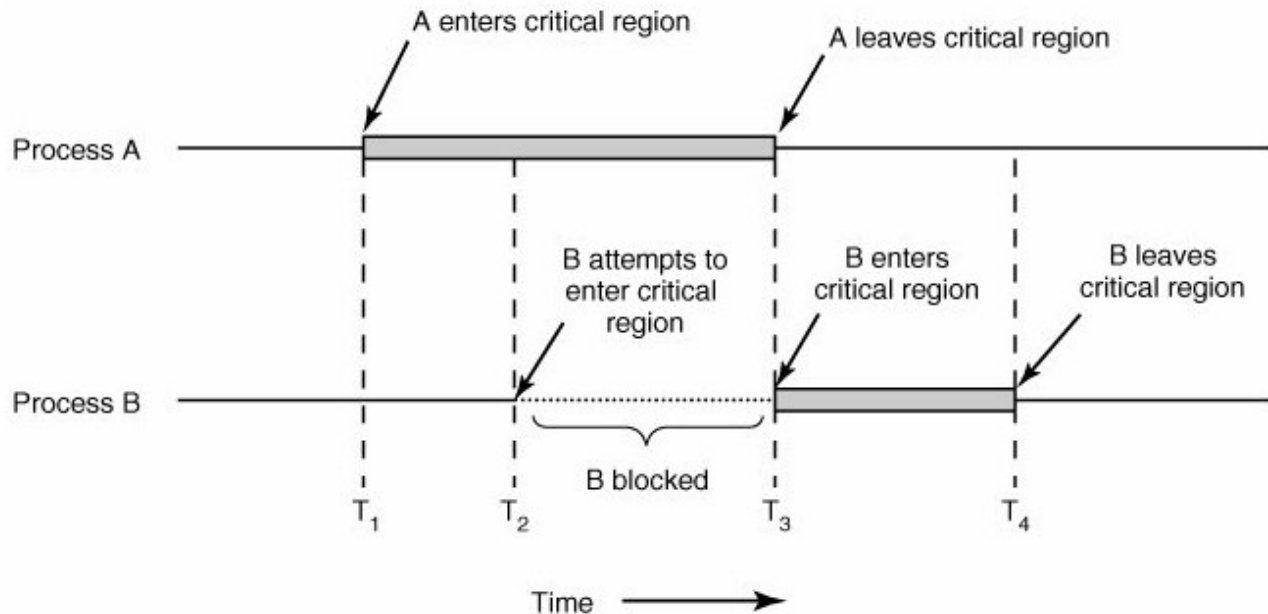 A enters critical region
A leaves critical region
Process A
B attempts to
enter critical
region
B enters
critical region
B leaves
critical region
Process B
B blocked
T1
T2
T3
T4
Time